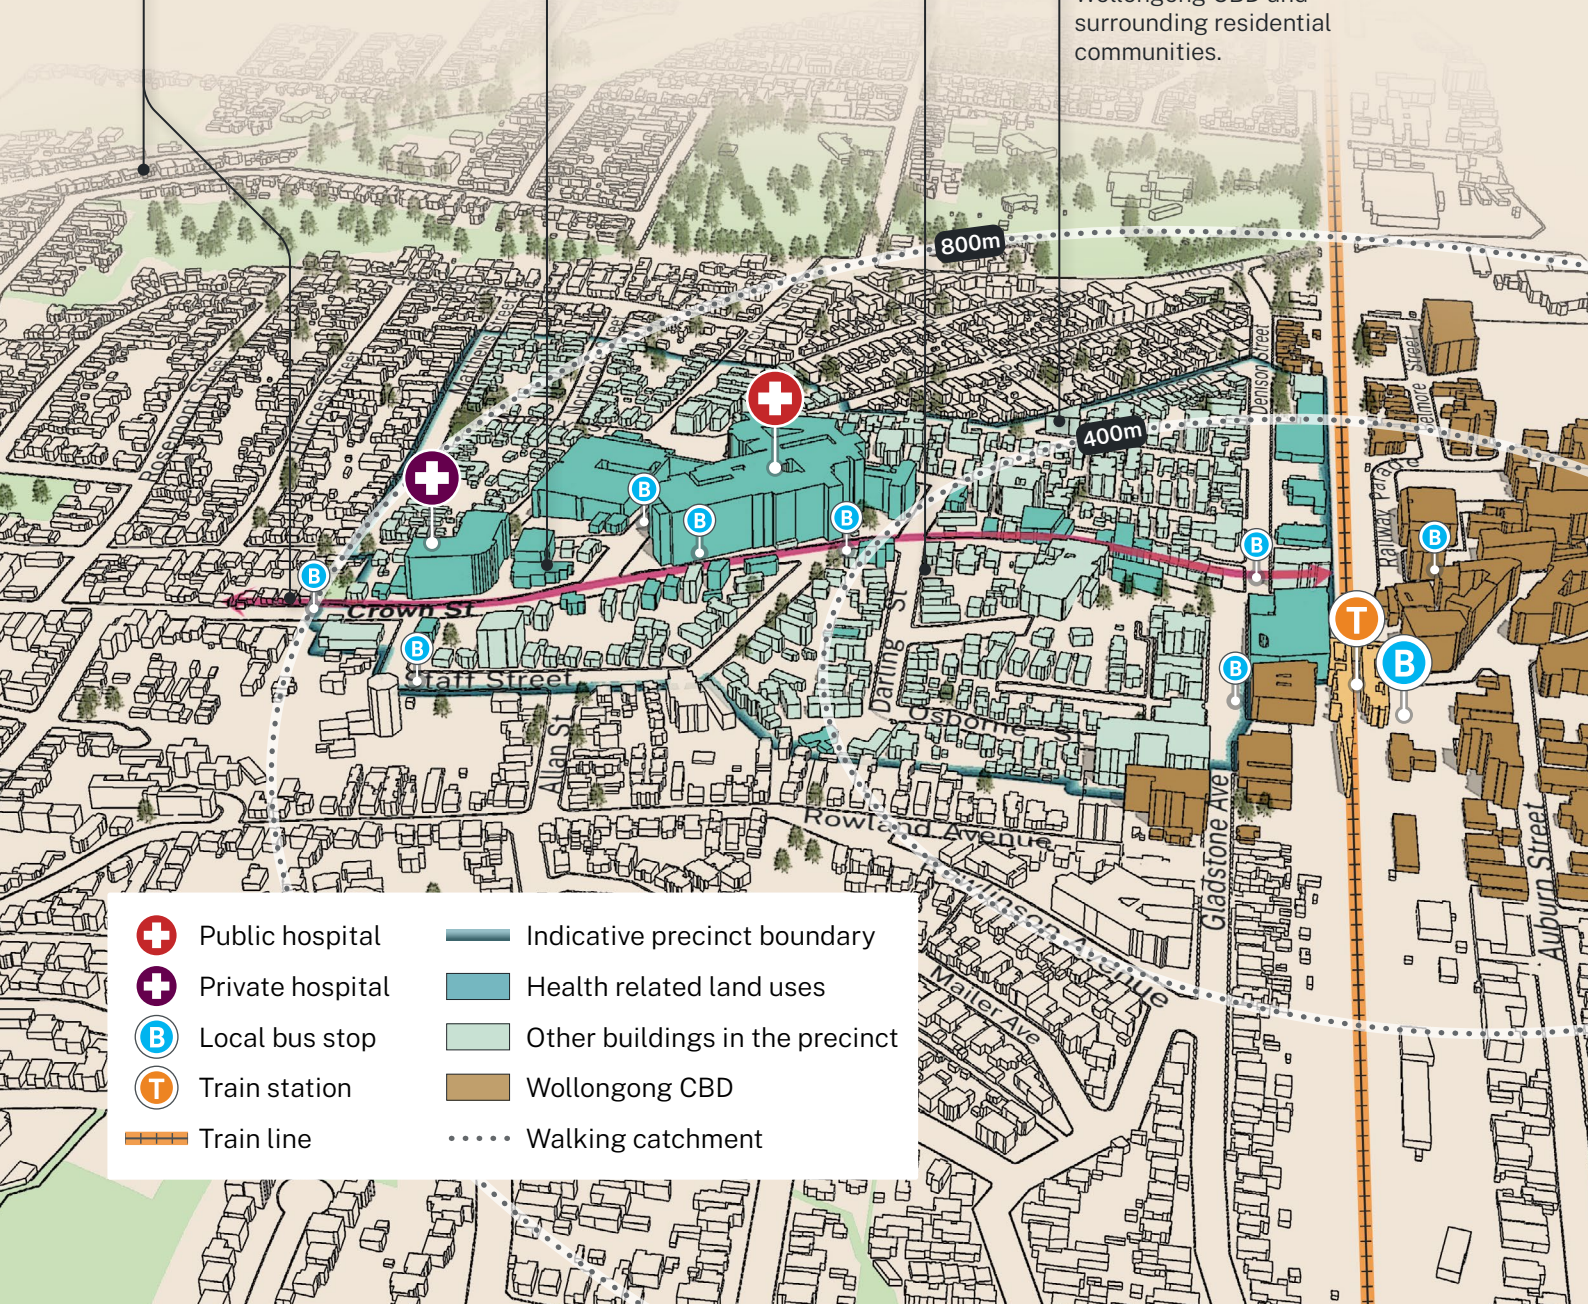 surrounding residential
communities.
800m
400m
B
B
B
B
B
B
B
B
B
T
Crown St
Staff Street
Allan St
Darling St
Osborne St
Rowland Avenue
Rawlinson Avenue
Mailer Ave
Gladstone Ave
Auburn Street
Railway Parade
Public hospital
Private hospital
B Local bus stop
T Train station
Train line
Indicative precinct boundary
Health related land uses
Other buildings in the precinct
Wollongong CBD
Walking catchment